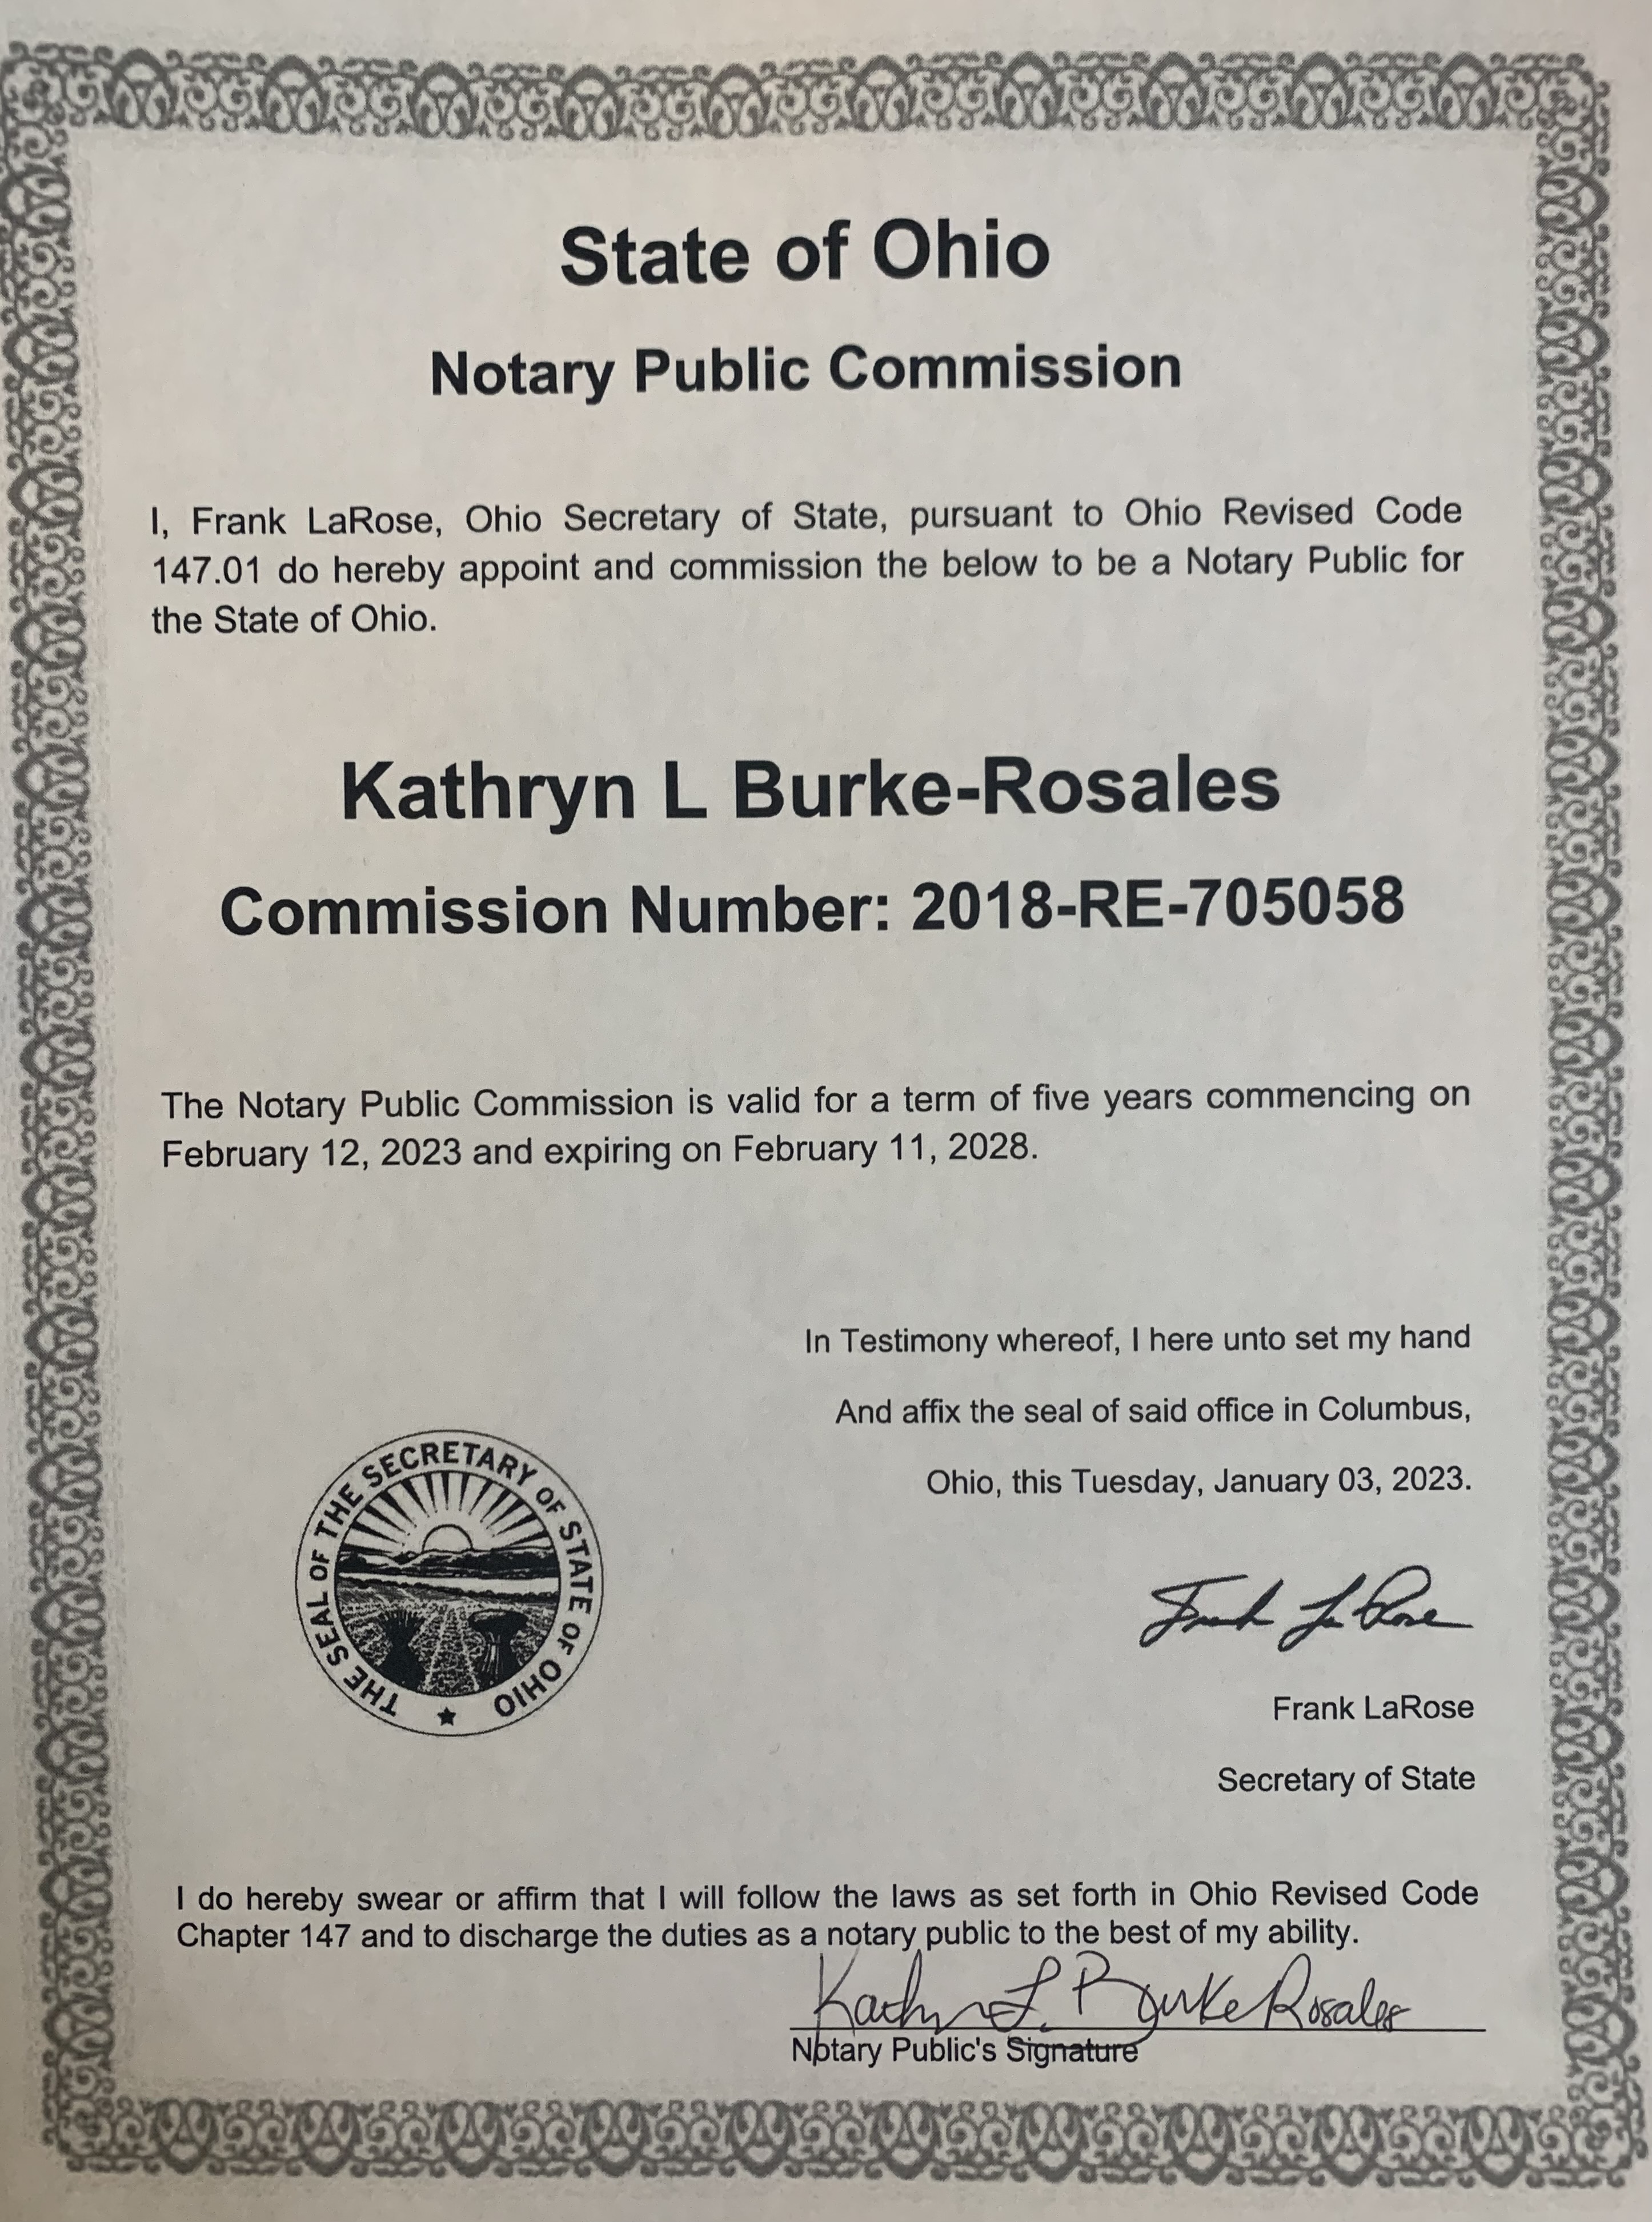 State of Ohio
Notary Public Commission
I, Frank LaRose, Ohio Secretary of State, pursuant to Ohio Revised Code
147.01 do hereby appoint and commission the below to be a Notary Public for
the State of Ohio.
Kathryn L Burke-Rosales
Commission Number: 2018-RE-705058
The Notary Public Commission is valid for a term of five years commencing on
February 12, 2023 and expiring on February 11, 2028.
In Testimony whereof, I here unto set my hand
And affix the seal of said office in Columbus,
Ohio, this Tuesday, January 03, 2023.
THE SEAL OF THE SECRETARY OF STATE OF OHIO
Frank LaRose
Frank LaRose
Secretary of State
I do hereby swear or affirm that I will follow the laws as set forth in Ohio Revised Code
Chapter 147 and to discharge the duties as a notary public to the best of my ability.
Kathryn L. Burke Rosales
Notary Public's Signature